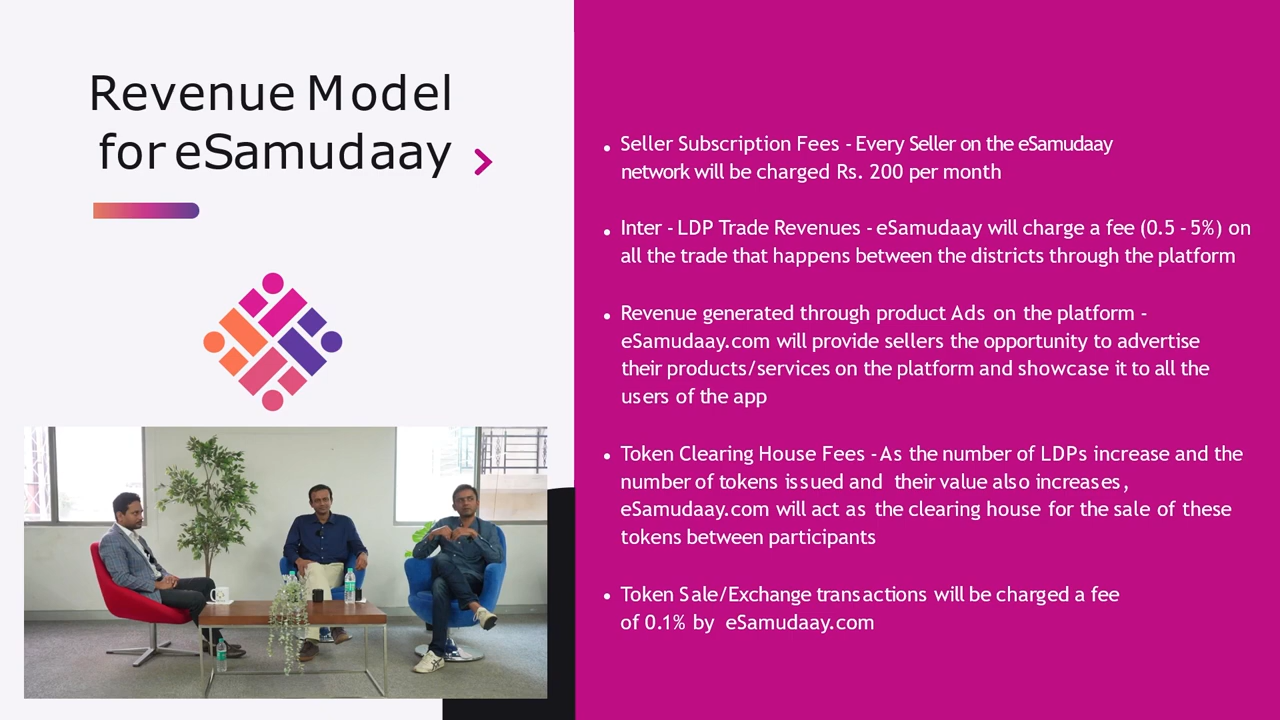 Revenue Model
for eSamudaay
• Seller Subscription Fees - Every Seller on the eSamudaay
network will be charged Rs. 200 per month
• Inter - LDP Trade Revenues - eSamudaay will charge a fee (0.5 - 5%) on
all the trade that happens between the districts through the platform
• Revenue generated through product Ads on the platform -
eSamudaay.com will provide sellers the opportunity to advertise
their products/services on the platform and showcase it to all the
users of the app
• Token Clearing House Fees - As the number of LDPs increase and the
number of tokens issued and their value also increases,
eSamudaay.com will act as the clearing house for the sale of these
tokens between participants
• Token Sale/Exchange transactions will be charged a fee
of 0.1% by eSamudaay.com